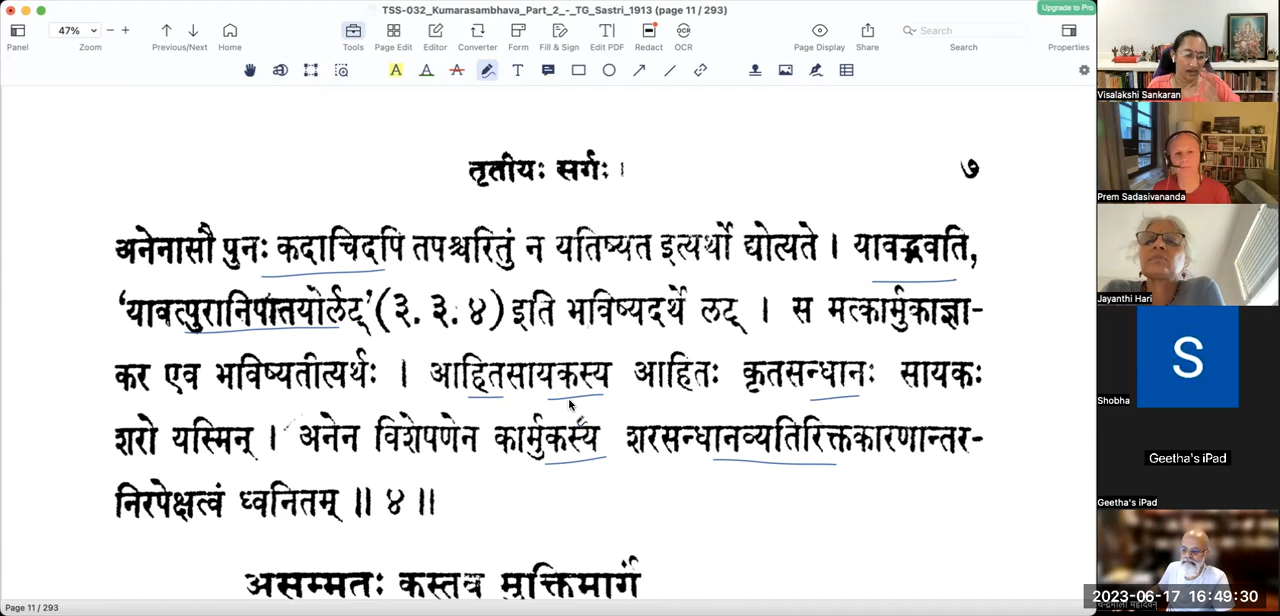 TSS-032_Kumarasambhava_Part_2_-_TG_Sastri_1913 (page 11 / 293)
Upgrade to Pro
47%
Search
Panel Zoom Previous/Next Home Tools Page Edit Editor Converter Form Fill & Sign Edit PDF Redact OCR Page Display Share Search Properties
तृतीयः सर्गः । ७
अनेनासौ पुनः कदाचिदपि तपश्चरितुं न यतिष्यत इत्यर्थो द्योत्यते । यावद्भवति,
‘यावत्पुरानिपातयोर्लट्’ (३. ३. ४) इति भविष्यदर्थे लट् । स मत्कार्मुकाज्ञा-
कर एव भविष्यतीत्यर्थः । आहितसायकस्य आहितः कृतसन्धानः सायकः
शरो यस्मिन् । अनेन विशेषणेन कार्मुकस्य शरसन्धानव्यतिरिक्तकारणान्तर-
निरपेक्षत्वं ध्वनितम् ॥ ४ ॥
असम्मतः कस्तव मुक्तिमार्गं
Page 11 / 293
Visalakshi Sankaran
Prem Sadasivananda
Jayanthi Hari
S
Shobha
Geetha's iPad
Geetha's iPad
2023-06-17 16:49:30